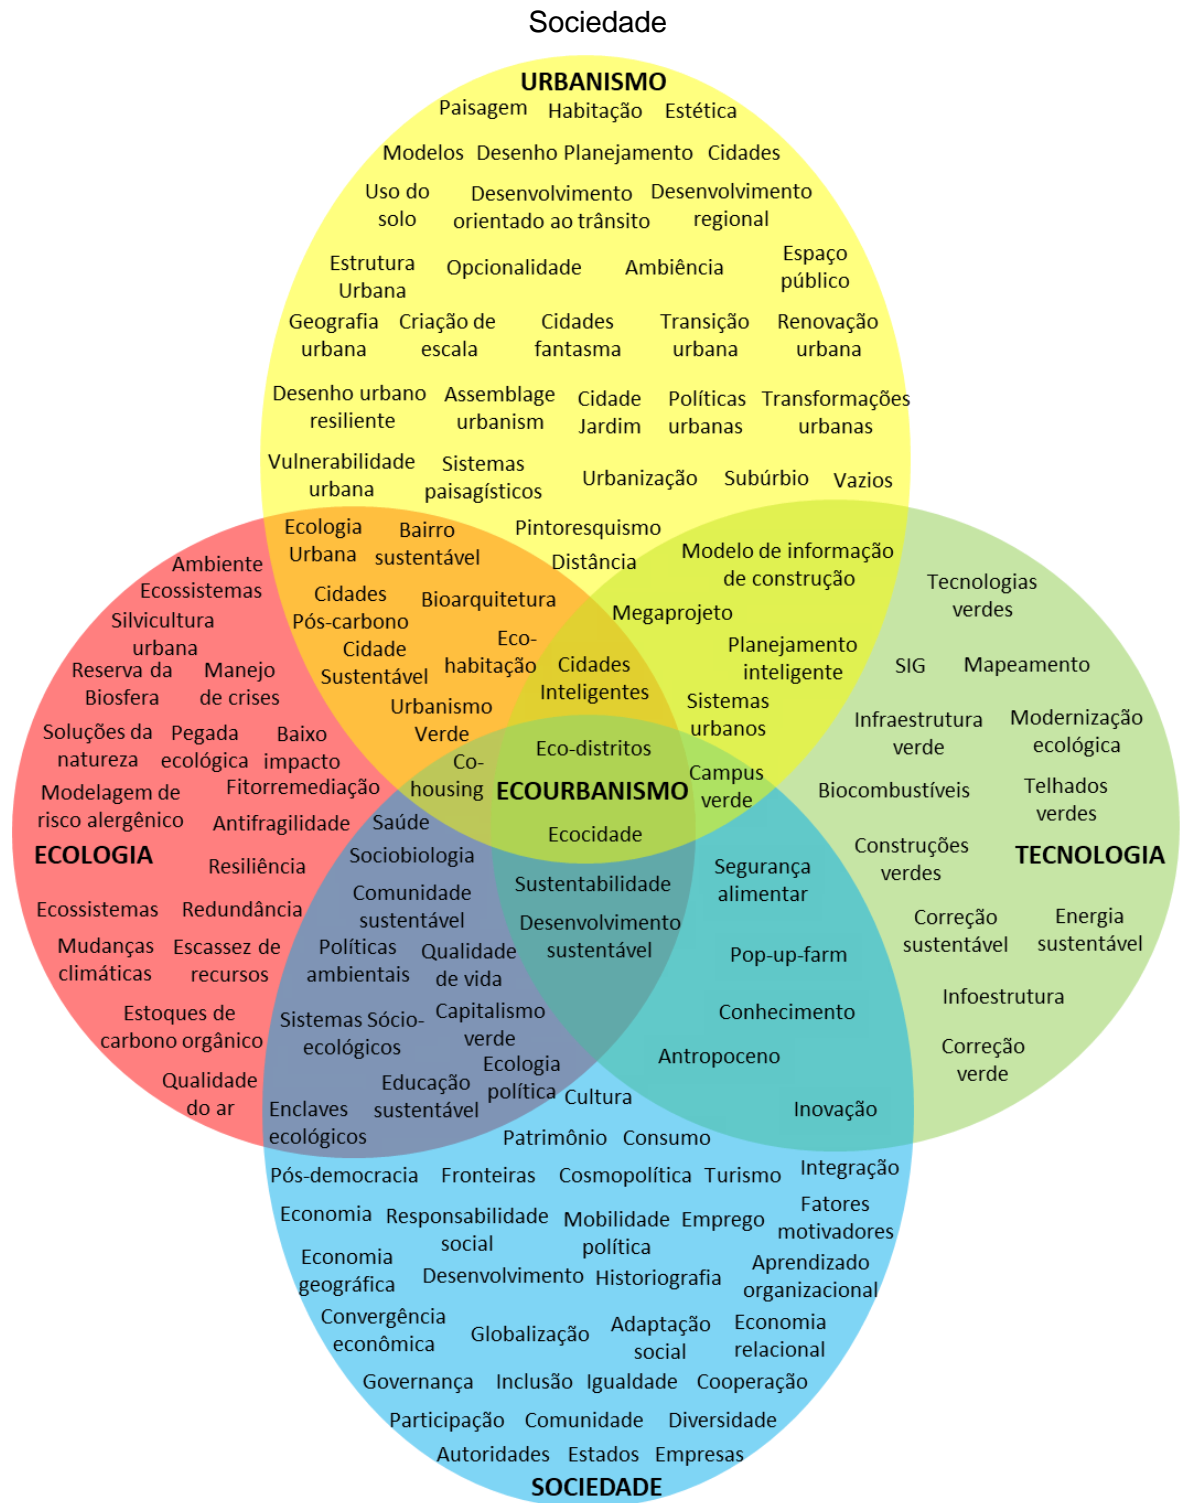 Sociedade
URBANISMO
Paisagem Habitação Estética
Modelos Desenho Planejamento Cidades
Uso do solo
Desenvolvimento orientado ao trânsito
Desenvolvimento regional
Estrutura Urbana
Opcionalidade
Ambiência
Espaço público
Geografia urbana
Criação de escala
Cidades fantasma
Transição urbana
Renovação urbana
Desenho urbano resiliente
Assemblage urbanism
Cidade Jardim
Políticas urbanas
Transformações urbanas
Vulnerabilidade urbana
Sistemas paisagísticos
Urbanização
Subúrbio
Vazios
Pintoresquismo
Distância
Ecologia Urbana
Bairro sustentável
Cidades Pós-carbono
Bioarquitetura
Cidade Sustentável
Eco-habitação
Urbanismo Verde
Co-housing
Cidades Inteligentes
Modelo de informação de construção
Megaprojeto
Planejamento inteligente
Sistemas urbanos
Eco-distritos
ECOURBANISMO
Ecocidade
Campus verde
Ambiente
Ecossistemas
Silvicultura urbana
Reserva da Biosfera
Manejo de crises
Soluções da natureza
Pegada ecológica
Baixo impacto
Fitorremediação
Modelagem de risco alergênico
Antifragilidade
ECOLOGIA
Resiliência
Ecossistemas
Redundância
Mudanças climáticas
Escassez de recursos
Estoques de carbono orgânico
Qualidade do ar
Saúde
Sociobiologia
Comunidade sustentável
Políticas ambientais
Qualidade de vida
Sistemas Sócio-ecológicos
Capitalismo verde
Ecologia política
Educação sustentável
Enclaves ecológicos
Sustentabilidade
Desenvolvimento sustentável
Segurança alimentar
Pop-up-farm
Conhecimento
Antropoceno
Inovação
Tecnologias verdes
SIG
Mapeamento
Infraestrutura verde
Modernização ecológica
Biocombustíveis
Telhados verdes
Construções verdes
TECNOLOGIA
Correção sustentável
Energia sustentável
Infoestrutura
Correção verde
Cultura
Patrimônio Consumo
Pós-democracia Fronteiras Cosmopolítica Turismo Integração
Economia
Responsabilidade social
Mobilidade política
Emprego
Fatores motivadores
Economia geográfica
Desenvolvimento
Historiografia
Aprendizado organizacional
Convergência econômica
Globalização
Adaptação social
Economia relacional
Governança Inclusão Igualdade Cooperação
Participação Comunidade Diversidade
Autoridades Estados Empresas
SOCIEDADE